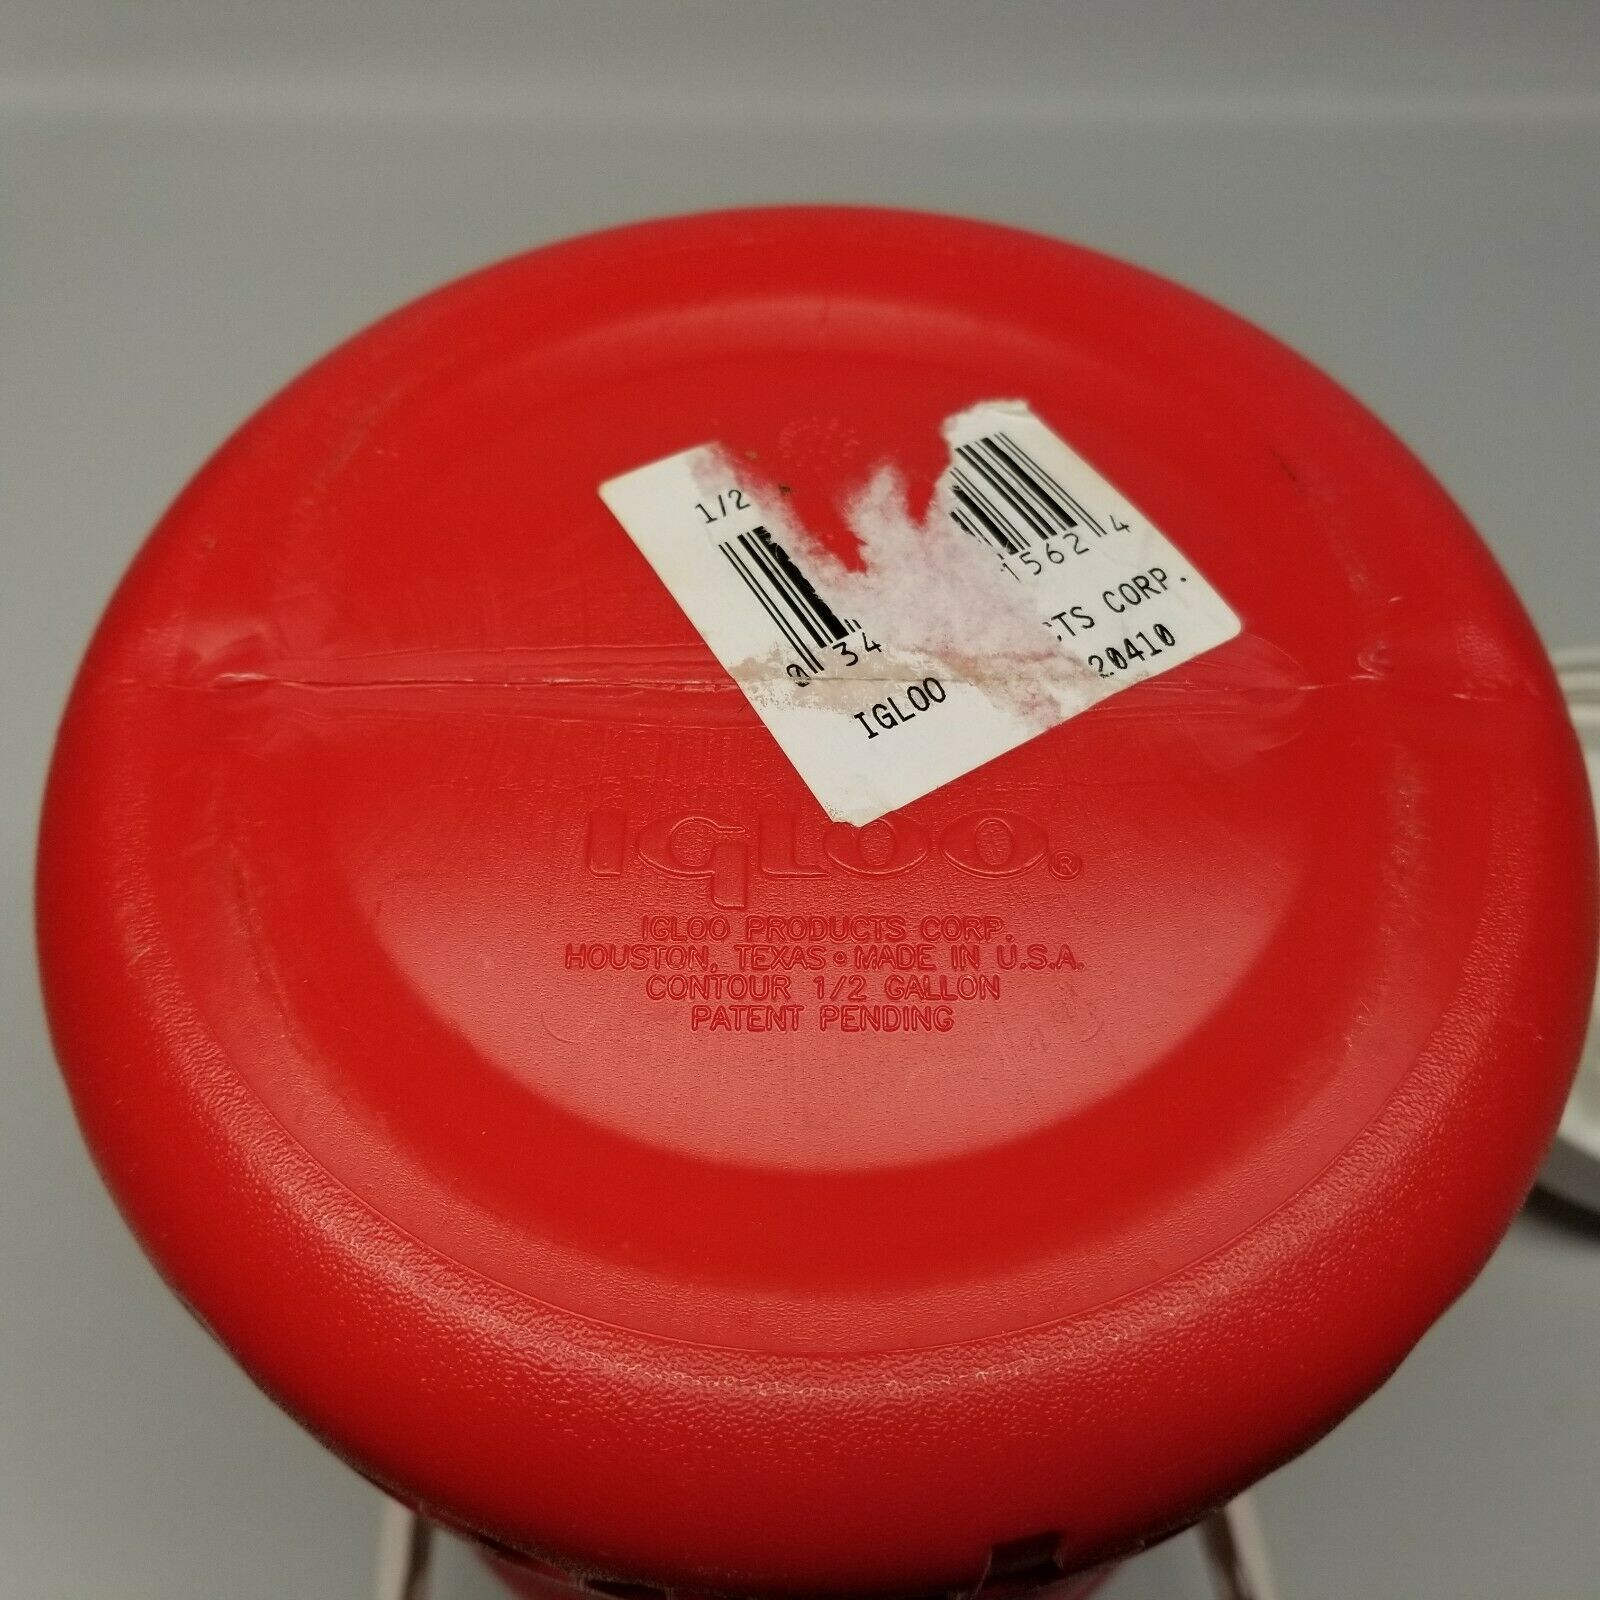 1/2
0 34 1562 4
IGLOO CTS CORP.
20410
IGLOO®
IGLOO PRODUCTS CORP.
HOUSTON, TEXAS • MADE IN U.S.A.
CONTOUR 1/2 GALLON
PATENT PENDING